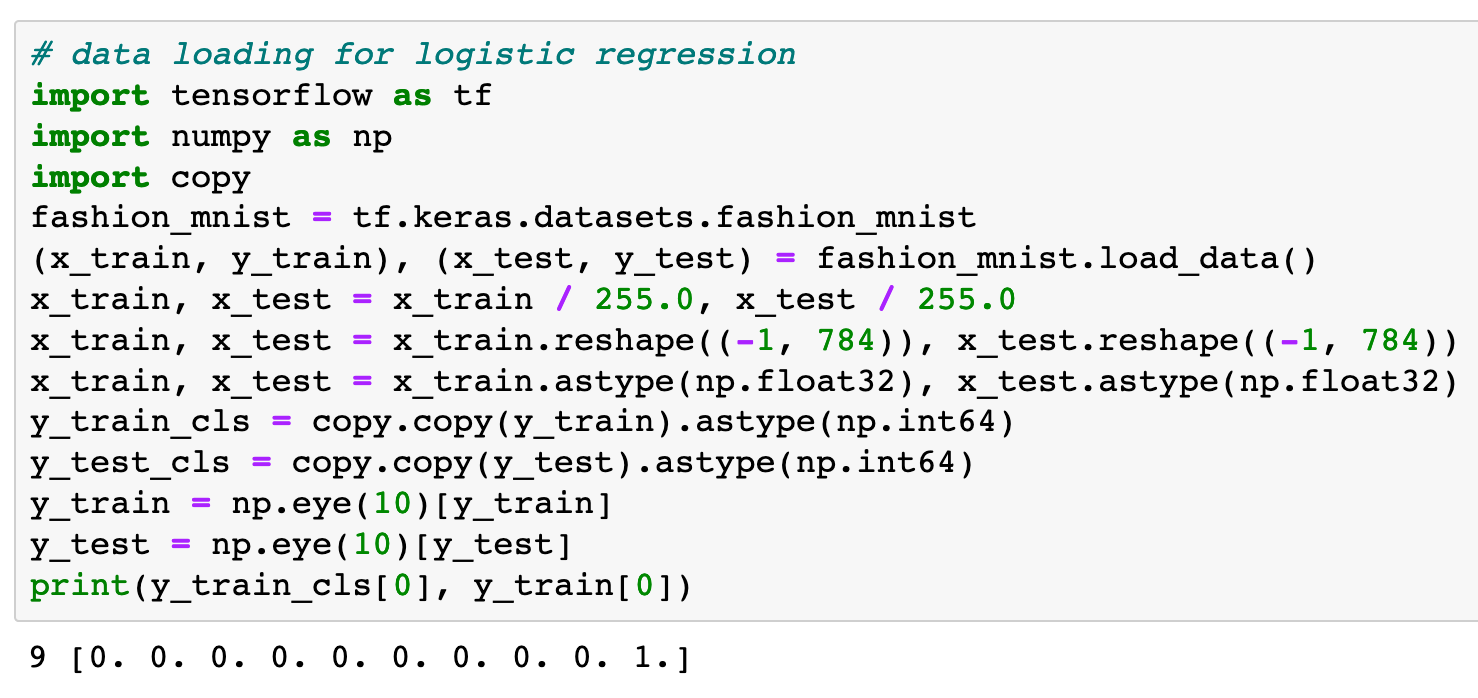 # data loading for logistic regression
import tensorflow as tf
import numpy as np
import copy
fashion_mnist = tf.keras.datasets.fashion_mnist
(x_train, y_train), (x_test, y_test) = fashion_mnist.load_data()
x_train, x_test = x_train / 255.0, x_test / 255.0
x_train, x_test = x_train.reshape((-1, 784)), x_test.reshape((-1, 784))
x_train, x_test = x_train.astype(np.float32), x_test.astype(np.float32)
y_train_cls = copy.copy(y_train).astype(np.int64)
y_test_cls = copy.copy(y_test).astype(np.int64)
y_train = np.eye(10)[y_train]
y_test = np.eye(10)[y_test]
print(y_train_cls[0], y_train[0])
9 [0. 0. 0. 0. 0. 0. 0. 0. 0. 1.]